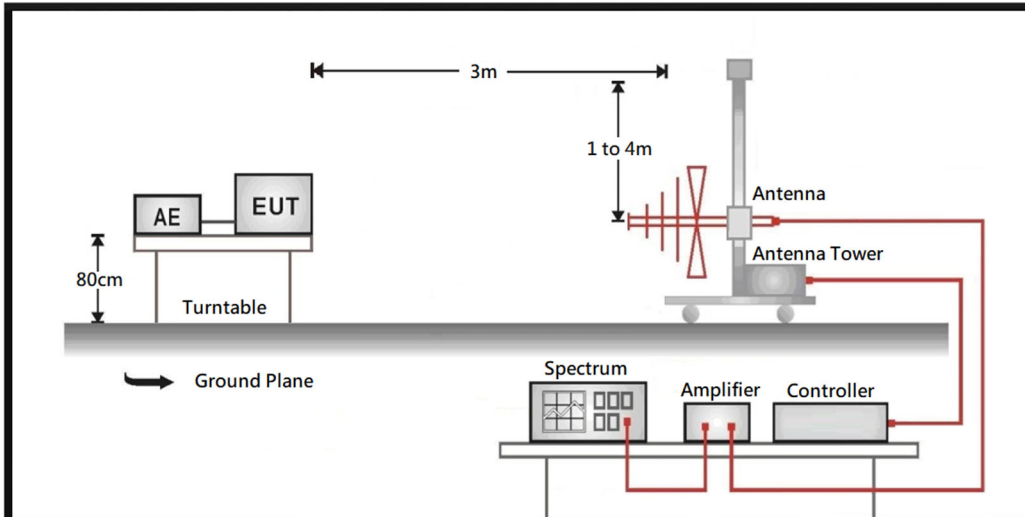 3m
1 to 4m
Antenna
AE
EUT
Antenna Tower
80cm
Turntable
Ground Plane
Spectrum
Amplifier
Controller